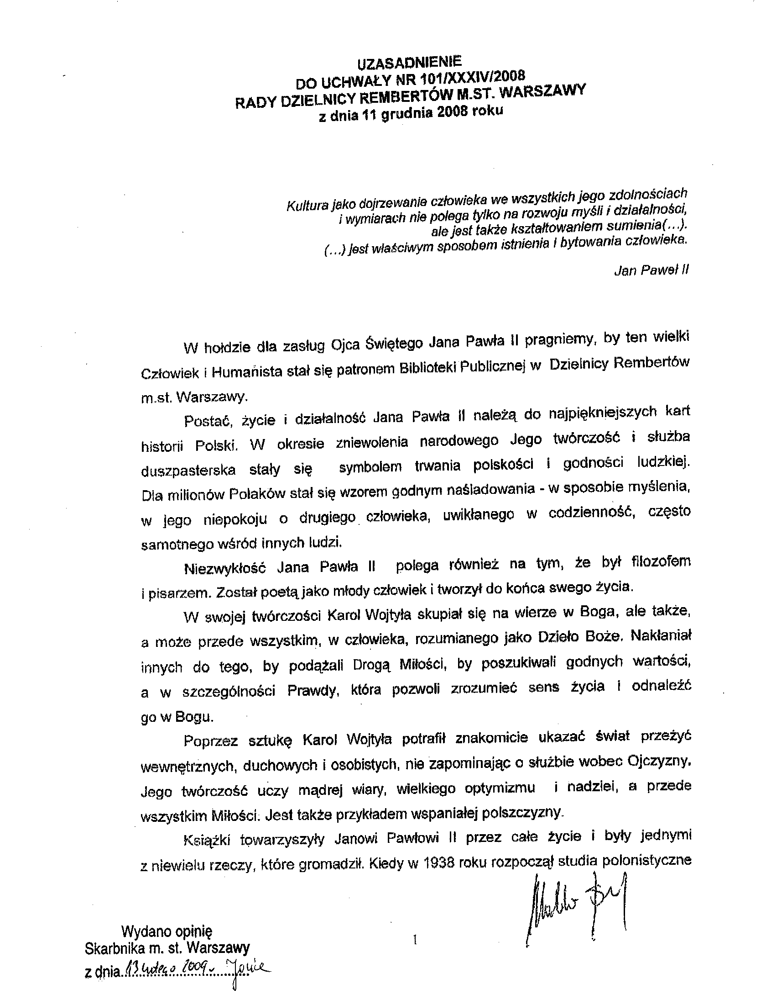 UZASADNIENIE
DO UCHWAŁY NR 101/XXXIV/2008
RADY DZIELNICY REMBERTÓW M.ST. WARSZAWY
z dnia 11 grudnia 2008 roku
Kultura jako dojrzewanie człowieka we wszystkich jego zdolnościach
i wymiarach nie polega tylko na rozwoju myśli i działalności,
ale jest także kształtowaniem sumienia(...).
(...) jest właściwym sposobem istnienia i bytowania człowieka.
Jan Paweł II
W hołdzie dla zasług Ojca Świętego Jana Pawła II pragniemy, by ten wielki
Człowiek i Humanista stał się patronem Biblioteki Publicznej w Dzielnicy Rembertów
m.st. Warszawy.
Postać, życie i działalność Jana Pawła II należą do najpiękniejszych kart
historii Polski. W okresie zniewolenia narodowego Jego twórczość i służba
duszpasterska stały się symbolem trwania polskości i godności ludzkiej.
Dla milionów Polaków stał się wzorem godnym naśladowania - w sposobie myślenia,
w jego niepokoju o drugiego człowieka, uwikłanego w codzienność, często
samotnego wśród innych ludzi.
Niezwykłość Jana Pawła II polega również na tym, że był filozofem
i pisarzem. Został poetą jako młody człowiek i tworzył do końca swego życia.
W swojej twórczości Karol Wojtyła skupiał się na wierze w Boga, ale także,
a może przede wszystkim, w człowieka, rozumianego jako Dzieło Boże. Nakłaniał
innych do tego, by podążali Drogą Miłości, by poszukiwali godnych wartości,
a w szczególności Prawdy, która pozwoli zrozumieć sens życia i odnaleźć
go w Bogu.
Poprzez sztukę Karol Wojtyła potrafił znakomicie ukazać świat przeżyć
wewnętrznych, duchowych i osobistych, nie zapominając o służbie wobec Ojczyzny.
Jego twórczość uczy mądrej wiary, wielkiego optymizmu i nadziei, a przede
wszystkim Miłości. Jest także przykładem wspaniałej polszczyzny.
Książki towarzyszyły Janowi Pawłowi II przez całe życie i były jednymi
z niewielu rzeczy, które gromadził. Kiedy w 1938 roku rozpoczął studia polonistyczne
Wydano opinię
Skarbnika m. st. Warszawy
z dnia 13 lutego 2009r
1